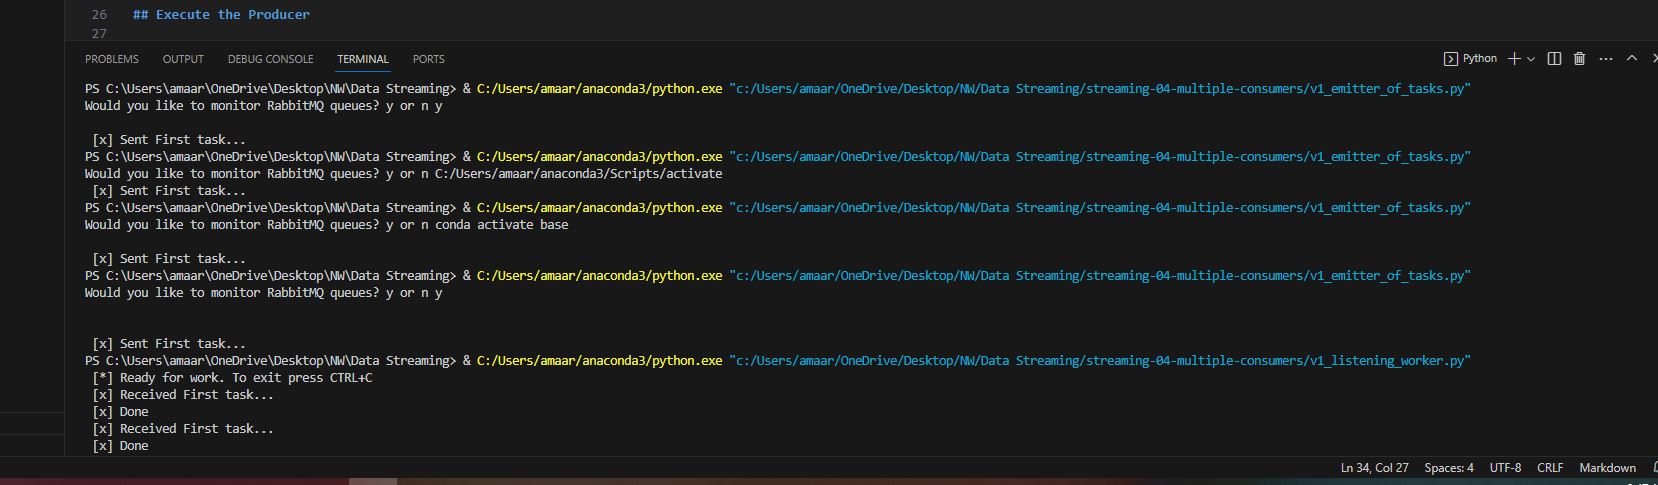 26 ## Execute the Producer
27
PROBLEMS OUTPUT DEBUG CONSOLE TERMINAL PORTS Python
PS C:\Users\amaar\OneDrive\Desktop\NW\Data Streaming> & C:/Users/amaar/anaconda3/python.exe "c:/Users/amaar/OneDrive/Desktop/NW/Data Streaming/streaming-04-multiple-consumers/v1_emitter_of_tasks.py"
Would you like to monitor RabbitMQ queues? y or n y
[x] Sent First task...
PS C:\Users\amaar\OneDrive\Desktop\NW\Data Streaming> & C:/Users/amaar/anaconda3/python.exe "c:/Users/amaar/OneDrive/Desktop/NW/Data Streaming/streaming-04-multiple-consumers/v1_emitter_of_tasks.py"
Would you like to monitor RabbitMQ queues? y or n C:/Users/amaar/anaconda3/Scripts/activate
[x] Sent First task...
PS C:\Users\amaar\OneDrive\Desktop\NW\Data Streaming> & C:/Users/amaar/anaconda3/python.exe "c:/Users/amaar/OneDrive/Desktop/NW/Data Streaming/streaming-04-multiple-consumers/v1_emitter_of_tasks.py"
Would you like to monitor RabbitMQ queues? y or n conda activate base
[x] Sent First task...
PS C:\Users\amaar\OneDrive\Desktop\NW\Data Streaming> & C:/Users/amaar/anaconda3/python.exe "c:/Users/amaar/OneDrive/Desktop/NW/Data Streaming/streaming-04-multiple-consumers/v1_emitter_of_tasks.py"
Would you like to monitor RabbitMQ queues? y or n y
[x] Sent First task...
PS C:\Users\amaar\OneDrive\Desktop\NW\Data Streaming> & C:/Users/amaar/anaconda3/python.exe "c:/Users/amaar/OneDrive/Desktop/NW/Data Streaming/streaming-04-multiple-consumers/v1_listening_worker.py"
[*] Ready for work. To exit press CTRL+C
[x] Received First task...
[x] Done
[x] Received First task...
[x] Done
Ln 34, Col 27 Spaces: 4 UTF-8 CRLF Markdown